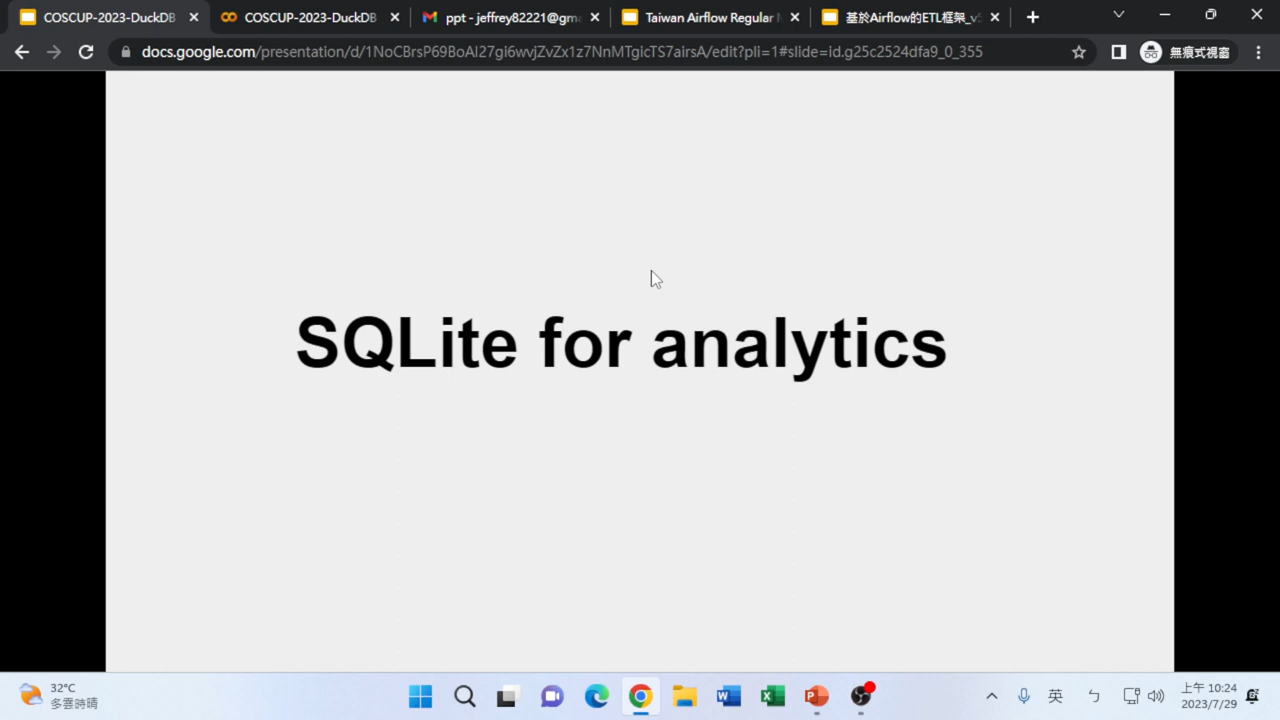 COSCUP-2023-DuckDB
COSCUP-2023-DuckDB
ppt - jeffrey82221@gm
Taiwan Airflow Regular
基於Airflow的ETL框架_v
docs.google.com/presentation/d/1NoCBrsP69BoAI27gi6wvjZvZx1z7NnMTgicTS7airsA/edit?pli=1#slide=id.g25c2524dfa9_0_355
無痕式視窗
SQLite for analytics
32°C
多雲時晴
英
ㄅ
上午 10:24
2023/7/29